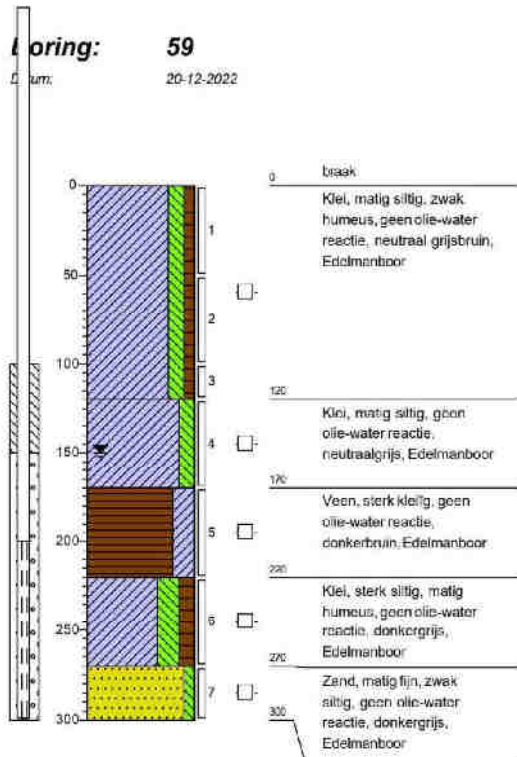 boring: 59
Datum: 20-12-2022
0
50
100
150
200
250
300
1
2
3
4
5
6
7
0
braak
Klei, matig siltig, zwak
humeus, geen olie-water
reactie, neutraal grijsbruin,
Edelmanboor
120
Klei, matig siltig, geen
olie-water reactie,
neutraalgrijs, Edelmanboor
170
Veen, sterk kleiïg, geen
olie-water reactie,
donkerbruin, Edelmanboor
220
Klei, sterk siltig, matig
humeus, geen olie-water
reactie, donkergrijs,
Edelmanboor
270
Zand, matig fijn, zwak
siltig, geen olie-water
reactie, donkergrijs,
Edelmanboor
300